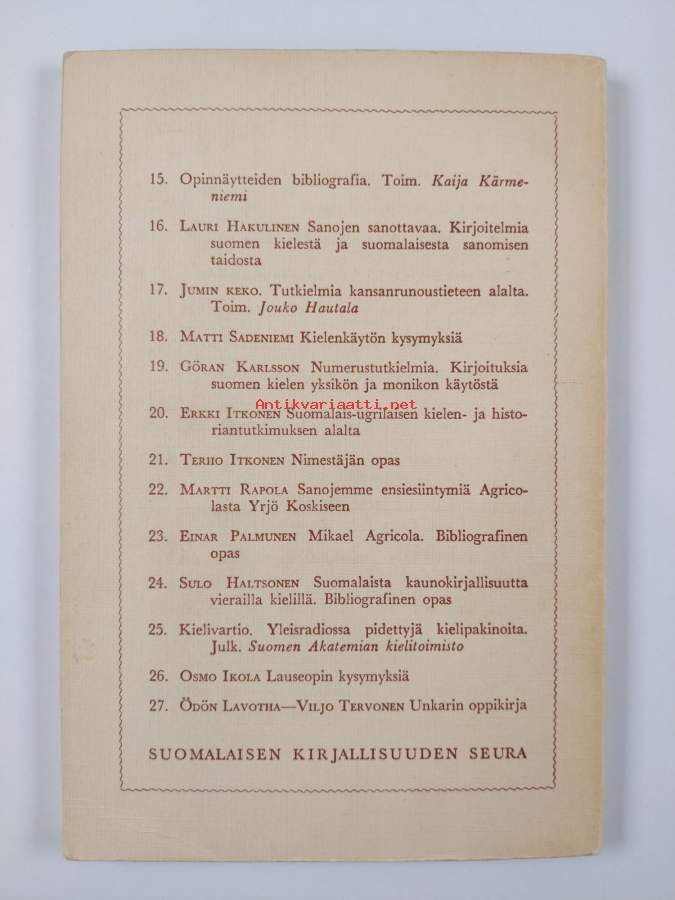 15. Opinnäytteiden bibliografia. Toim. Kaija Kärme-
niemi
16. LAURI HAKULINEN Sanojen sanottavaa. Kirjoitelmia
suomen kielestä ja suomalaisesta sanomisen
taidosta
17. JUMIN KEKO. Tutkielmia kansanrunoustieteen alalta.
Toim. Jouko Hautala
18. MATTI SADENIEMI Kielenkäytön kysymyksiä
19. GÖRAN KARLSSON Numerustutkielmia. Kirjoituksia
suomen kielen yksikön ja monikon käytöstä
Antikvariaatti.net
20. ERKKI ITKONEN Suomalais-ugrilaisen kielen- ja histo-
riantutkimuksen alalta
21. TERHO ITKONEN Nimestäjän opas
22. MARTTI RAPOLA Sanojemme ensiesiintymiä Agrico-
lasta Yrjö Koskiseen
23. EINAR PALMUNEN Mikael Agricola. Bibliografinen
opas
24. SULO HALTSONEN Suomalaista kaunokirjallisuutta
vierailla kielillä. Bibliografinen opas
25. Kielivartio. Yleisradiossa pidettyjä kielipakinoita.
Julk. Suomen Akatemian kielitoimisto
26. OSMO IKOLA Lauseopin kysymyksiä
27. ÖDÖN LAVOTHA—VILJO TERVONEN Unkarin oppikirja
SUOMALAISEN KIRJALLISUUDEN SEURA